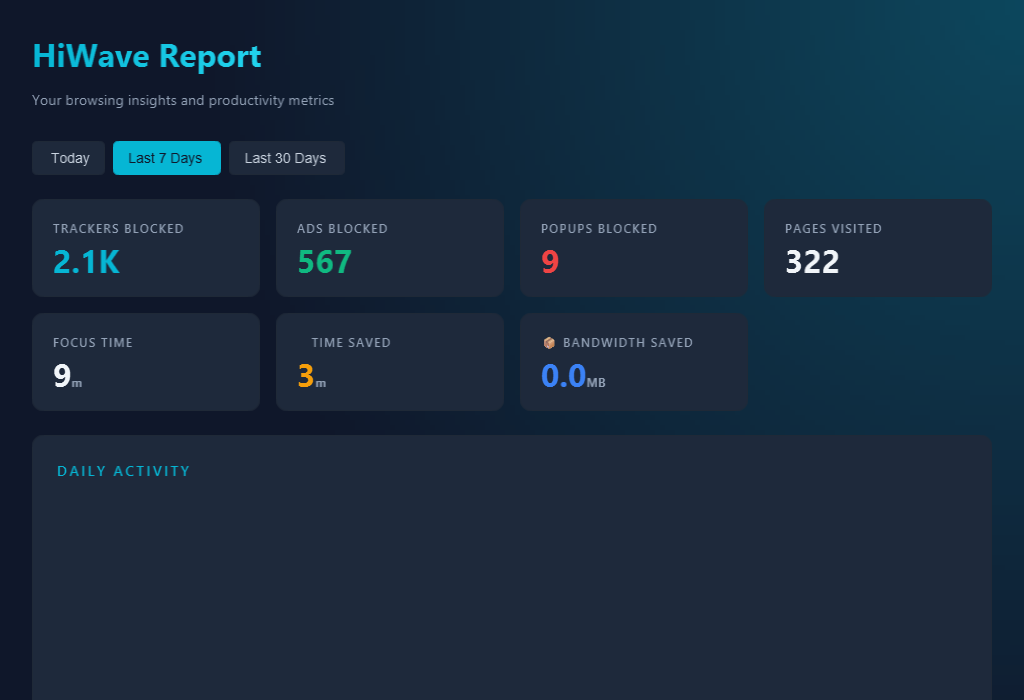 HiWave Report
Your browsing insights and productivity metrics
Today Last 7 Days Last 30 Days
TRACKERS BLOCKED ADS BLOCKED POPUPS BLOCKED PAGES VISITED
2.1K 567 9 322
FOCUS TIME TIME SAVED 📦 BANDWIDTH SAVED
9m 3m 0.0MB
DAILY ACTIVITY